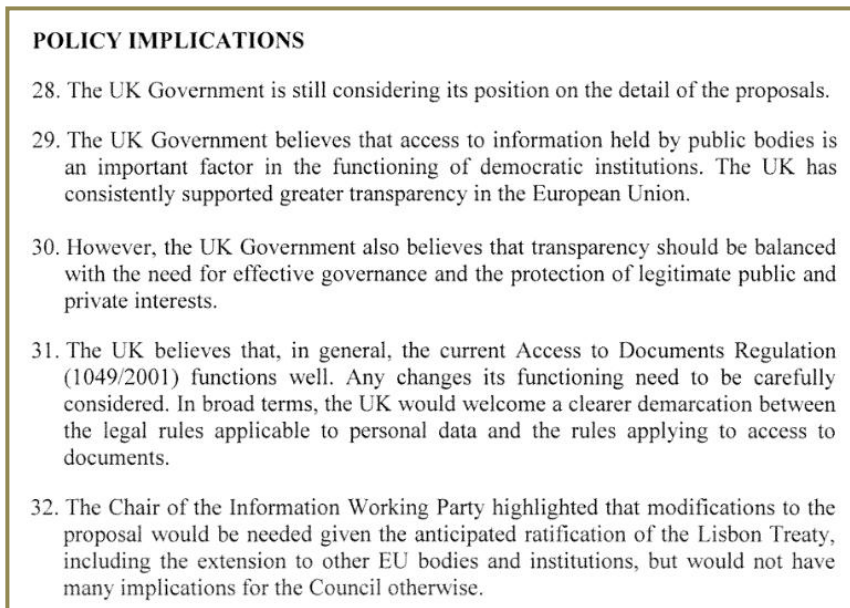 POLICY IMPLICATIONS
28. The UK Government is still considering its position on the detail of the proposals.
29. The UK Government believes that access to information held by public bodies is
an important factor in the functioning of democratic institutions. The UK has
consistently supported greater transparency in the European Union.
30. However, the UK Government also believes that transparency should be balanced
with the need for effective governance and the protection of legitimate public and
private interests.
31. The UK believes that, in general, the current Access to Documents Regulation
(1049/2001) functions well. Any changes its functioning need to be carefully
considered. In broad terms, the UK would welcome a clearer demarcation between
the legal rules applicable to personal data and the rules applying to access to
documents.
32. The Chair of the Information Working Party highlighted that modifications to the
proposal would be needed given the anticipated ratification of the Lisbon Treaty,
including the extension to other EU bodies and institutions, but would not have
many implications for the Council otherwise.